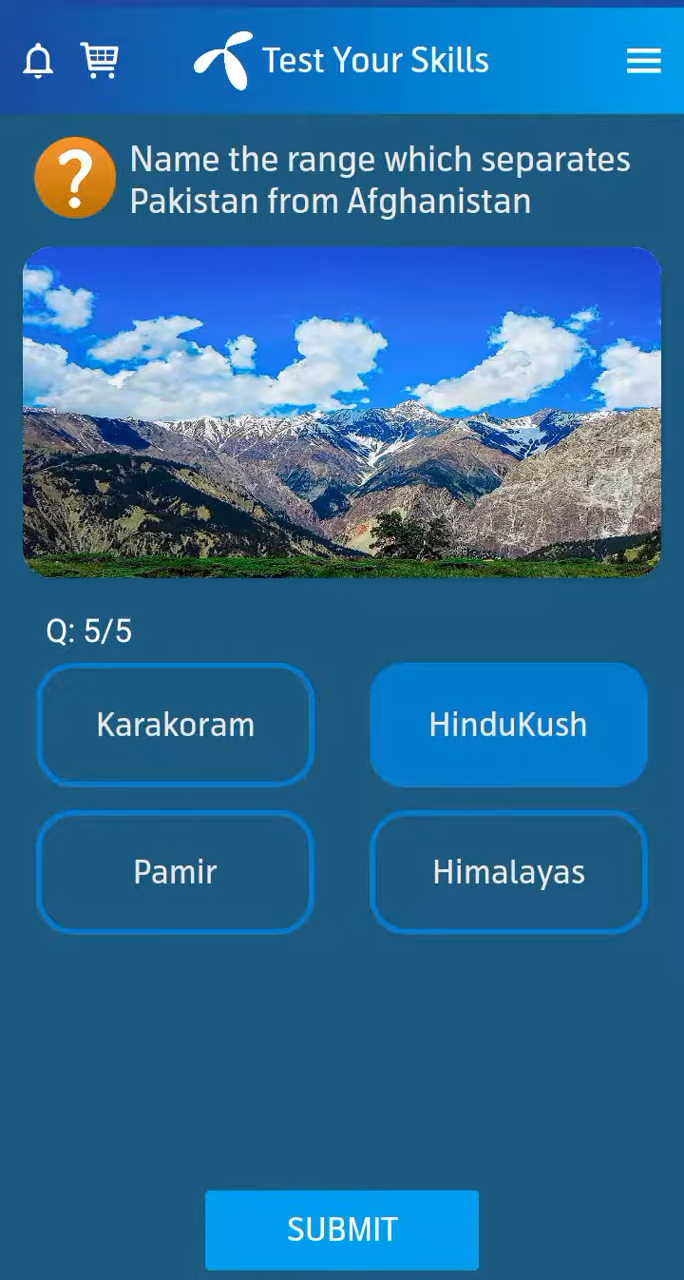 Test Your Skills
?
Name the range which separates
Pakistan from Afghanistan
Q: 5/5
Karakoram
HinduKush
Pamir
Himalayas
SUBMIT